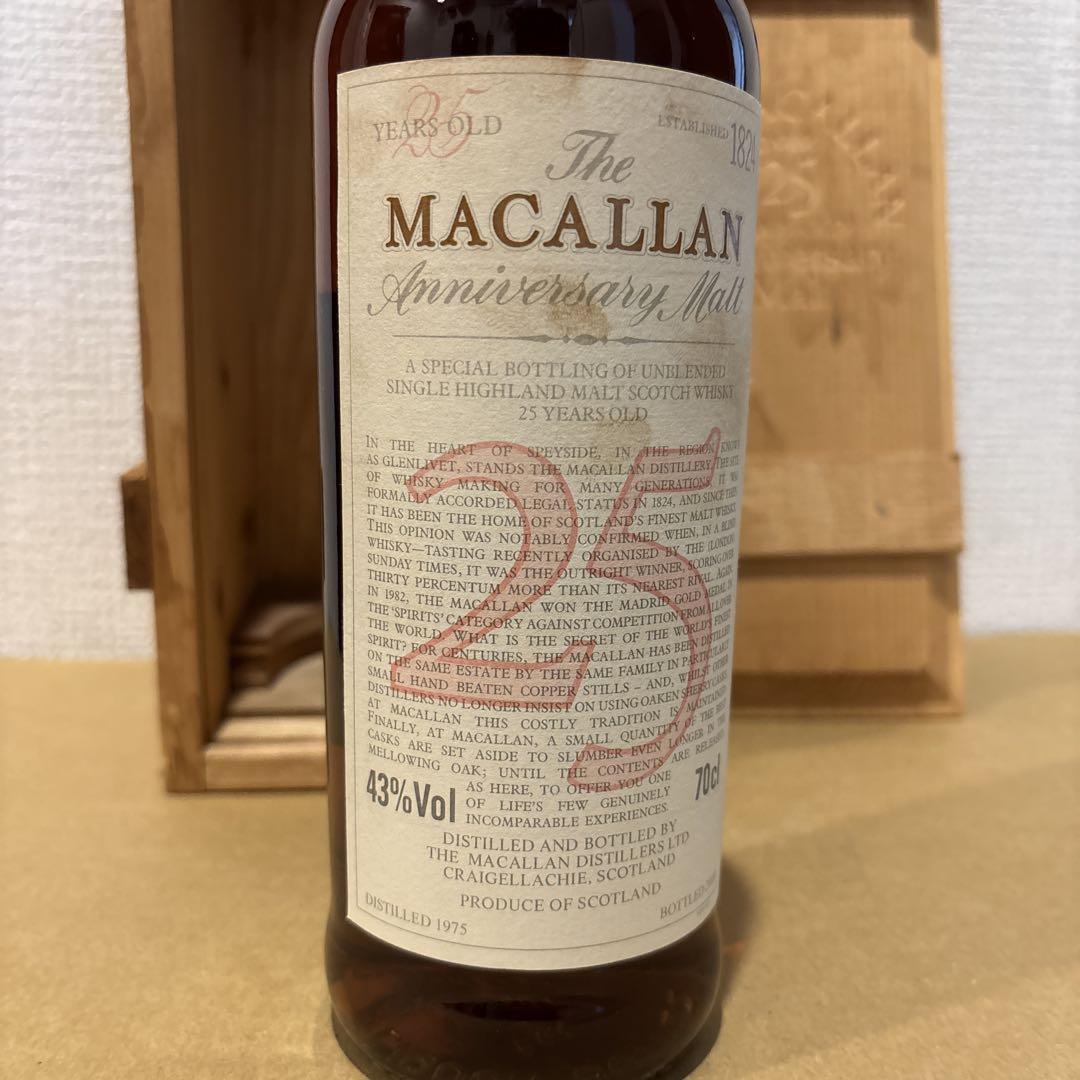 25
YEARS OLD
ESTABLISHED 1824
The
MACALLAN
Anniversary Malt
A SPECIAL BOTTLING OF UNBLENDED
SINGLE HIGHLAND MALT SCOTCH WHISKY
25 YEARS OLD
25
IN THE HEART OF SPEYSIDE, IN THE REGION KNOWN
AS GLENLIVET, STANDS THE MACALLAN DISTILLERY. THE SITE
OF WHISKY MAKING FOR MANY GENERATIONS, IT WAS
FORMALLY ACCORDED LEGAL STATUS IN 1824, AND SINCE THEN
IT HAS BEEN THE HOME OF SCOTLAND'S FINEST MALT WHISKY.
THIS OPINION WAS NOTABLY CONFIRMED WHEN, IN A BLIND
WHISKY—TASTING RECENTLY ORGANISED BY THE (LONDON)
SUNDAY TIMES, IT WAS THE OUTRIGHT WINNER, SCORING OVER
THIRTY PERCENTUM MORE THAN ITS NEAREST RIVAL. AGAIN,
IN 1982, THE MACALLAN WON THE MADRID GOLD MEDAL IN
THE 'SPIRITS' CATEGORY AGAINST COMPETITION FROM ALL OVER
THE WORLD. WHAT IS THE SECRET OF THE WORLD'S FINEST
SPIRIT? FOR CENTURIES, THE MACALLAN HAS BEEN DISTILLED
ON THE SAME ESTATE BY THE SAME FAMILY IN PARTICULARLY
SMALL HAND BEATEN COPPER STILLS – AND, WHILST OTHER
DISTILLERS NO LONGER INSIST ON USING OAKEN SHERRY CASKS
AT MACALLAN THIS COSTLY TRADITION IS MAINTAINED.
FINALLY, AT MACALLAN, A SMALL QUANTITY OF THE BEST
CASKS ARE SET ASIDE TO SLUMBER EVEN LONGER IN THE
MELLOWING OAK; UNTIL THE CONTENTS ARE RELEASED
AS HERE, TO OFFER YOU ONE
OF LIFE'S FEW GENUINELY
INCOMPARABLE EXPERIENCES.
43%Vol
70cl
DISTILLED AND BOTTLED BY
THE MACALLAN DISTILLERS LTD
CRAIGELLACHIE, SCOTLAND
PRODUCE OF SCOTLAND
DISTILLED 1975
BOTTLED